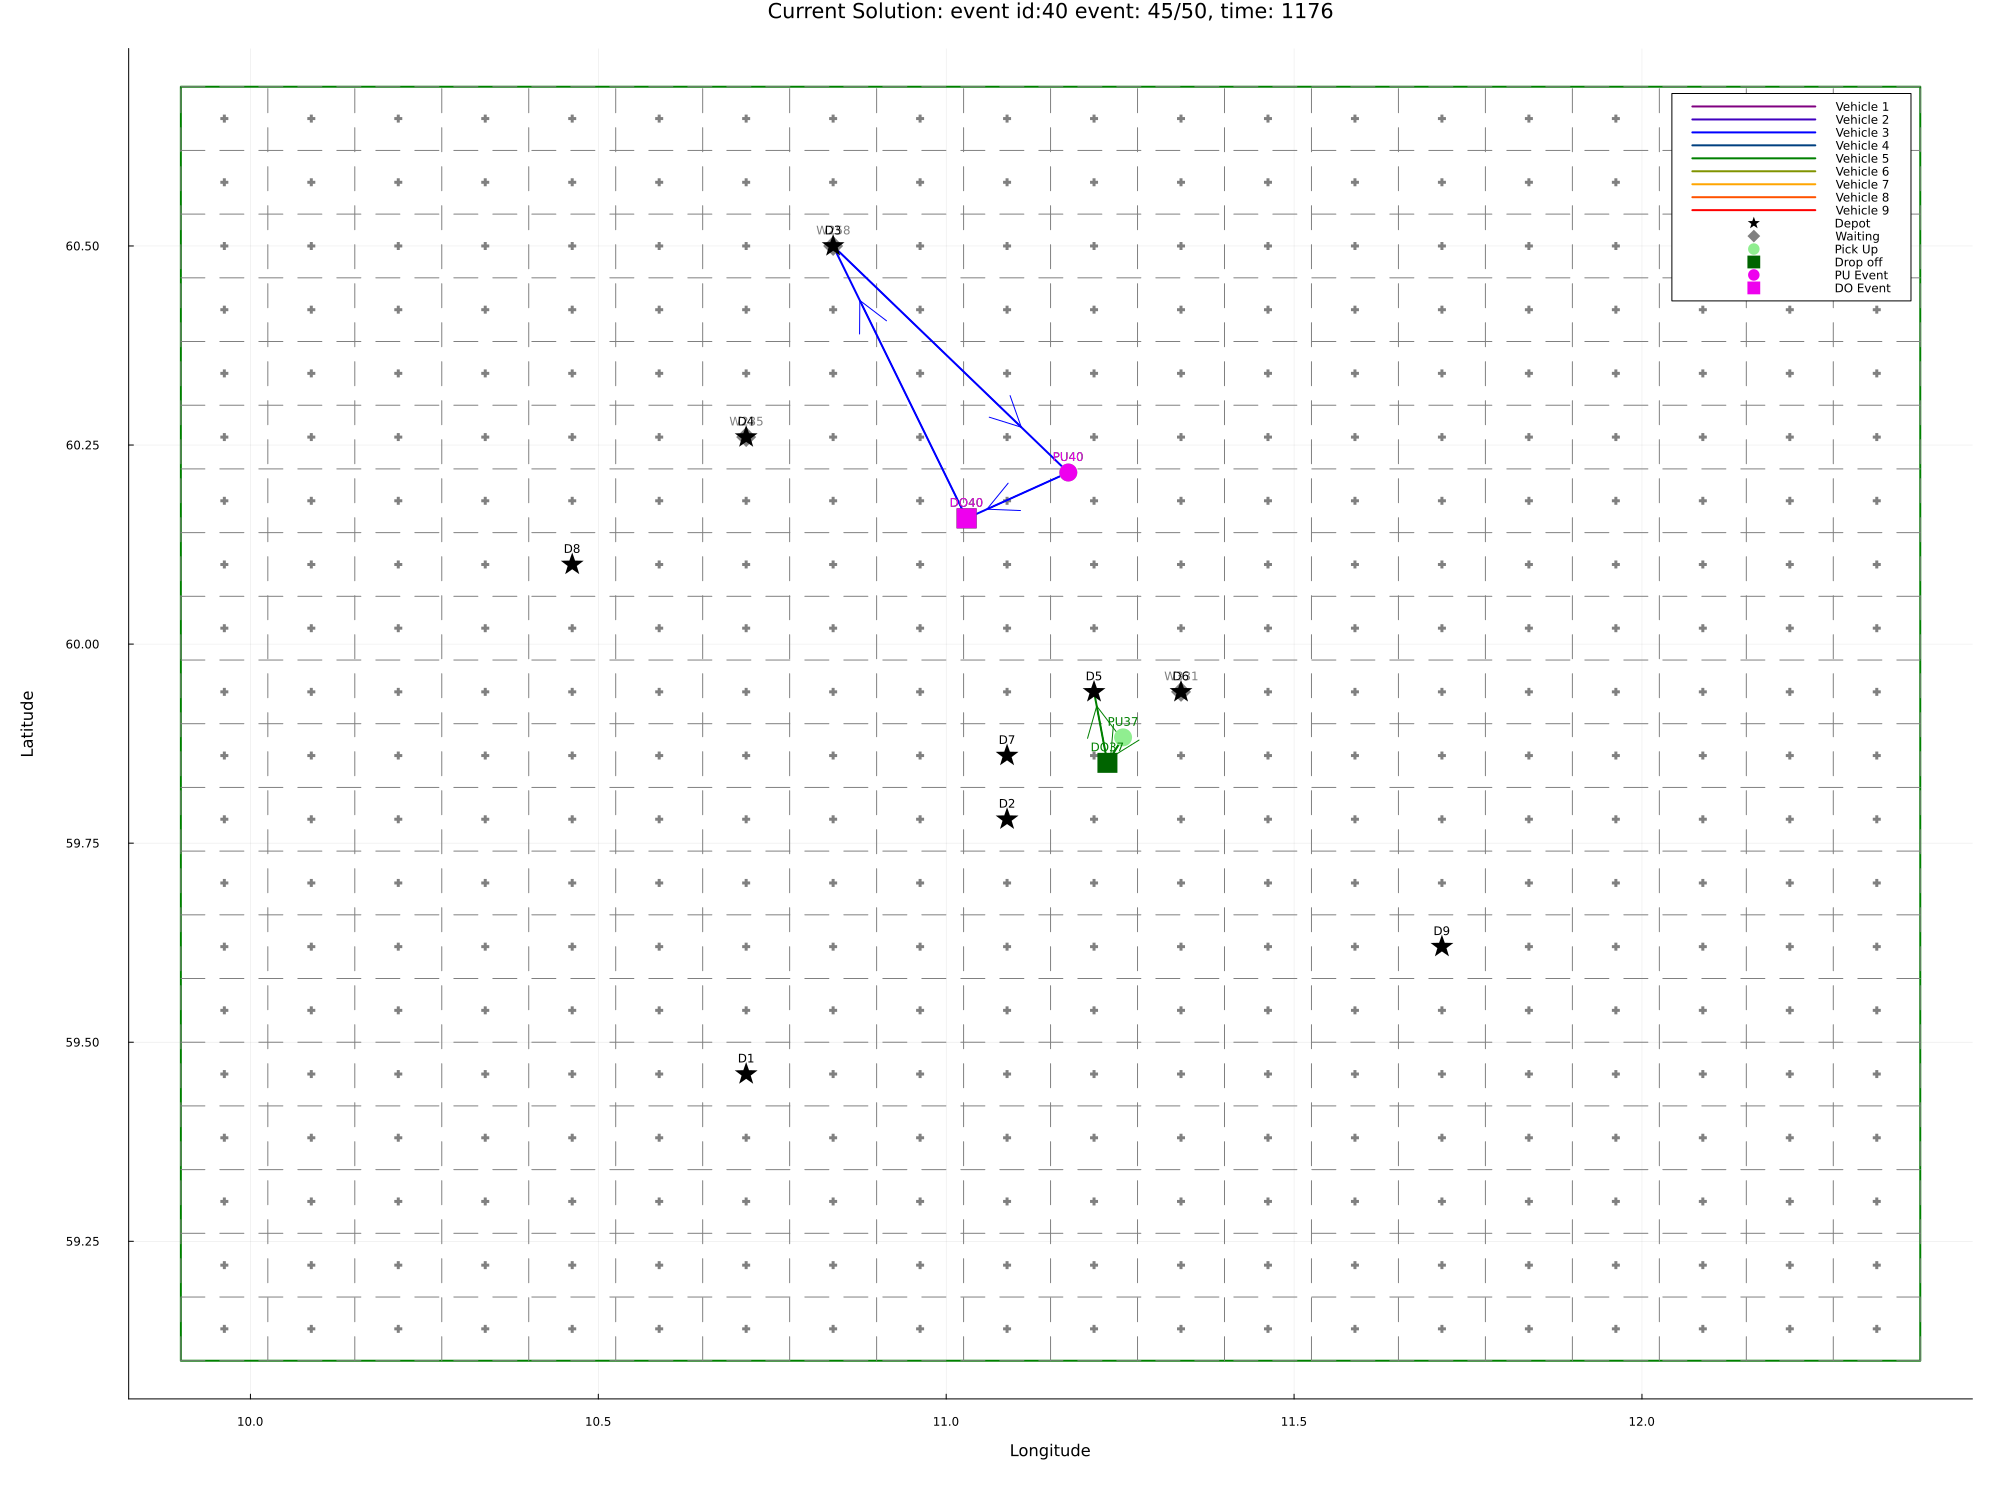 Current Solution: event id:40 event: 45/50, time: 1176
Vehicle 1
Vehicle 2
Vehicle 3
Vehicle 4
Vehicle 5
Vehicle 6
Vehicle 7
Vehicle 8
Vehicle 9
Depot
Waiting
Pick Up
Drop off
PU Event
DO Event
D3
D4
PU40
DO40
D8
D5
D6
PU37
DO37
D7
D2
D9
D1
60.50
60.25
60.00
59.75
59.50
59.25
Latitude
10.0
10.5
11.0
11.5
12.0
Longitude